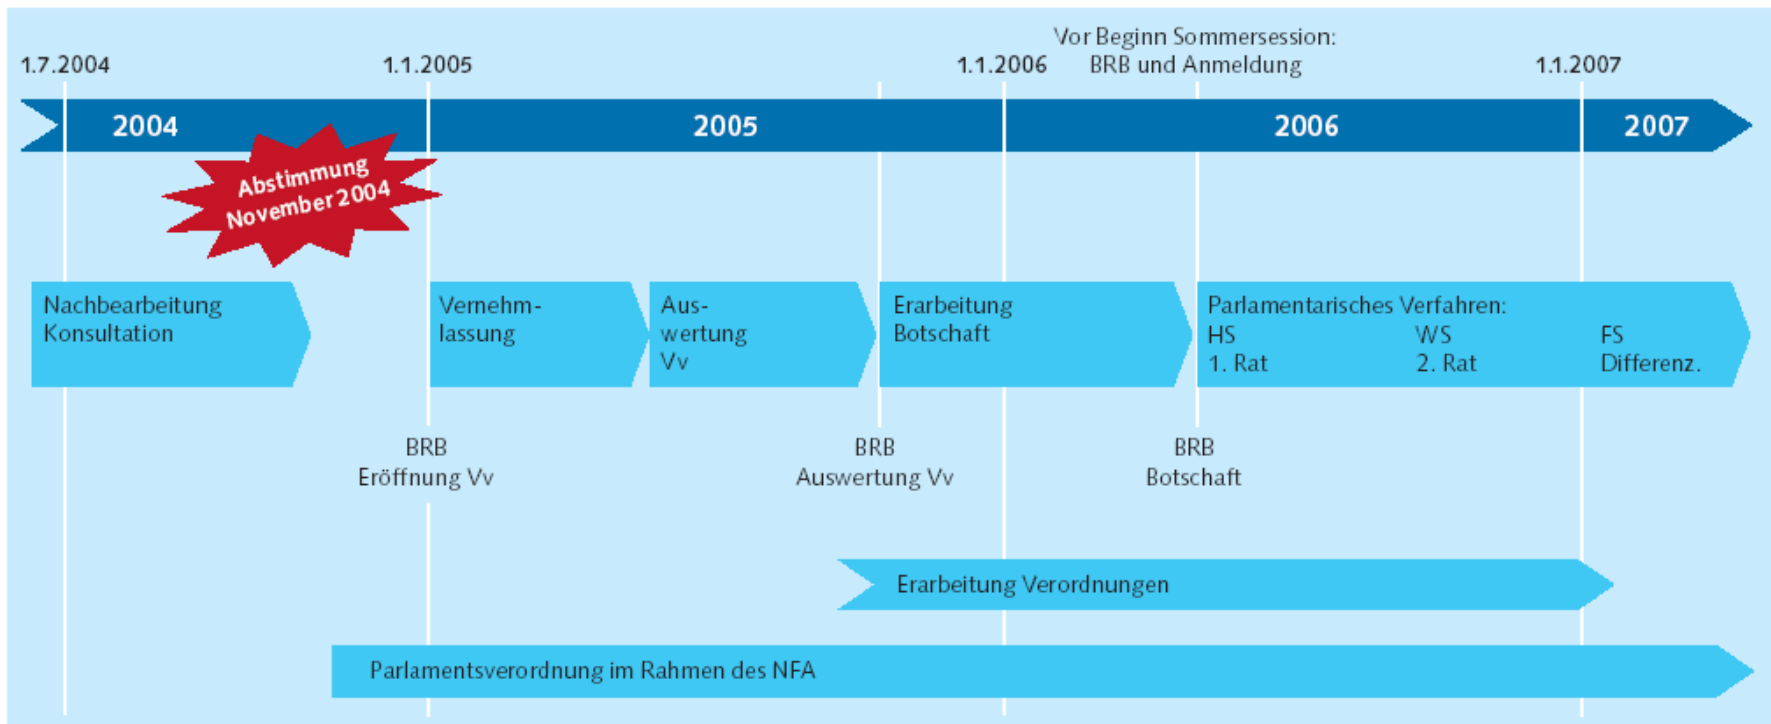 Vor Beginn Sommersession:
1.7.2004 1.1.2005 1.1.2006 BRB und Anmeldung 1.1.2007
2004 2005 2006 2007
Abstimmung
November 2004
Nachbearbeitung
Konsultation
Vernehm-
lassung
Aus-
wertung
Vv
Erarbeitung
Botschaft
Parlamentarisches Verfahren:
HS WS FS
1. Rat 2. Rat Differenz.
BRB
Eröffnung Vv
BRB
Auswertung Vv
BRB
Botschaft
Erarbeitung Verordnungen
Parlamentsverordnung im Rahmen des NFA